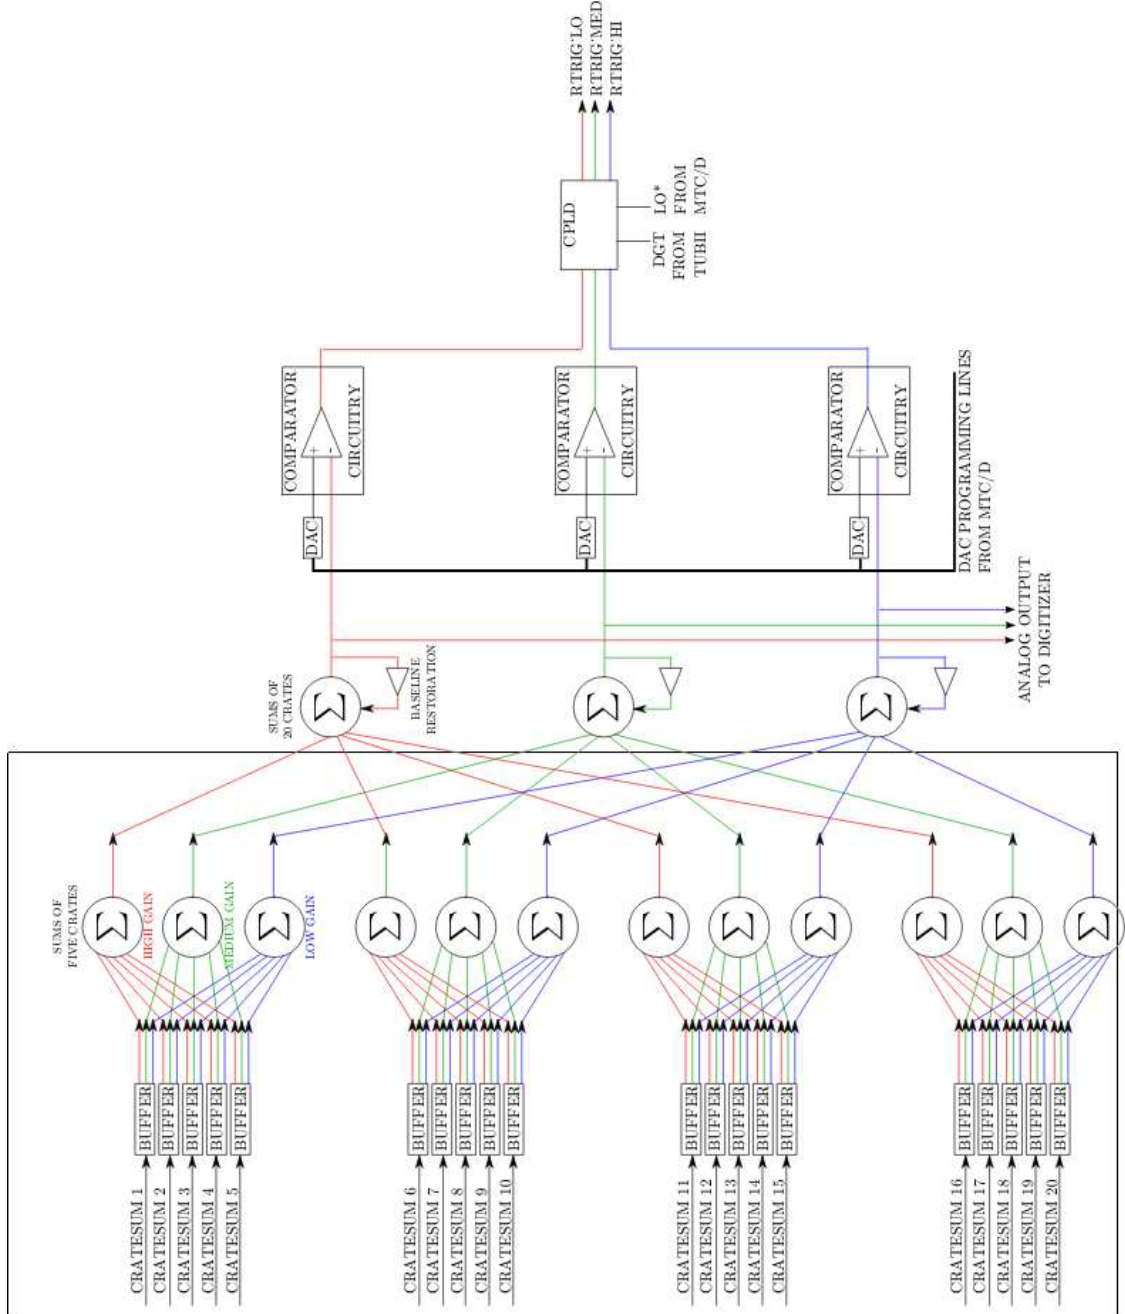 RTRIG˙LO
RTRIG˙MED
RTRIG˙HI
CPLD
DGT
FROM
TUBII
LO*
FROM
MTC/D
COMPARATOR
+
-
CIRCUITRY
COMPARATOR
+
-
CIRCUITRY
COMPARATOR
+
-
CIRCUITRY
DAC
DAC
DAC
DAC PROGRAMMING LINES
FROM MTC/D
ANALOG OUTPUT
TO DIGITIZER
SUMS OF
20 CRATES
Σ
BASELINE
RESTORATION
Σ
Σ
SUMS OF
FIVE CRATES
Σ
HIGH GAIN
Σ
MEDIUM GAIN
Σ
LOW GAIN
Σ
Σ
Σ
Σ
Σ
Σ
Σ
Σ
Σ
CRATESUM 1
BUFFER
CRATESUM 2
BUFFER
CRATESUM 3
BUFFER
CRATESUM 4
BUFFER
CRATESUM 5
BUFFER
CRATESUM 6
BUFFER
CRATESUM 7
BUFFER
CRATESUM 8
BUFFER
CRATESUM 9
BUFFER
CRATESUM 10
BUFFER
CRATESUM 11
BUFFER
CRATESUM 12
BUFFER
CRATESUM 13
BUFFER
CRATESUM 14
BUFFER
CRATESUM 15
BUFFER
CRATESUM 16
BUFFER
CRATESUM 17
BUFFER
CRATESUM 18
BUFFER
CRATESUM 19
BUFFER
CRATESUM 20
BUFFER